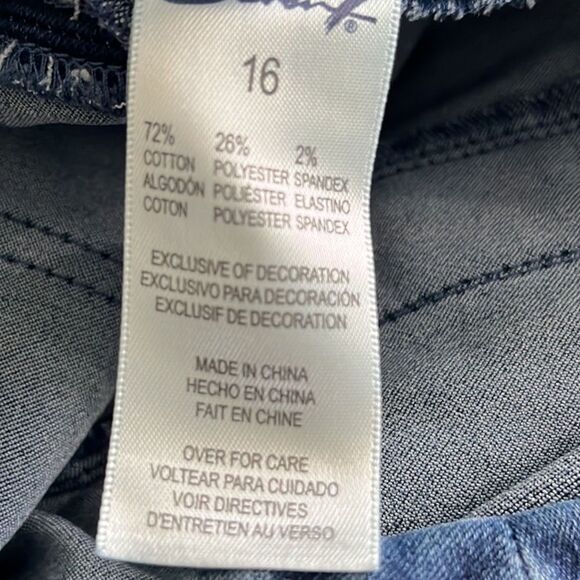 ®
16
72% 26% 2%
COTTON POLYESTER SPANDEX
ALGODÓN POLIÉSTER ELASTINO
COTON POLYESTER SPANDEX
EXCLUSIVE OF DECORATION
EXCLUSIVO PARA DECORACIÓN
EXCLUSIF DE DECORATION
MADE IN CHINA
HECHO EN CHINA
FAIT EN CHINE
OVER FOR CARE
VOLTEAR PARA CUIDADO
VOIR DIRECTIVES
D'ENTRETIEN AU VERSO